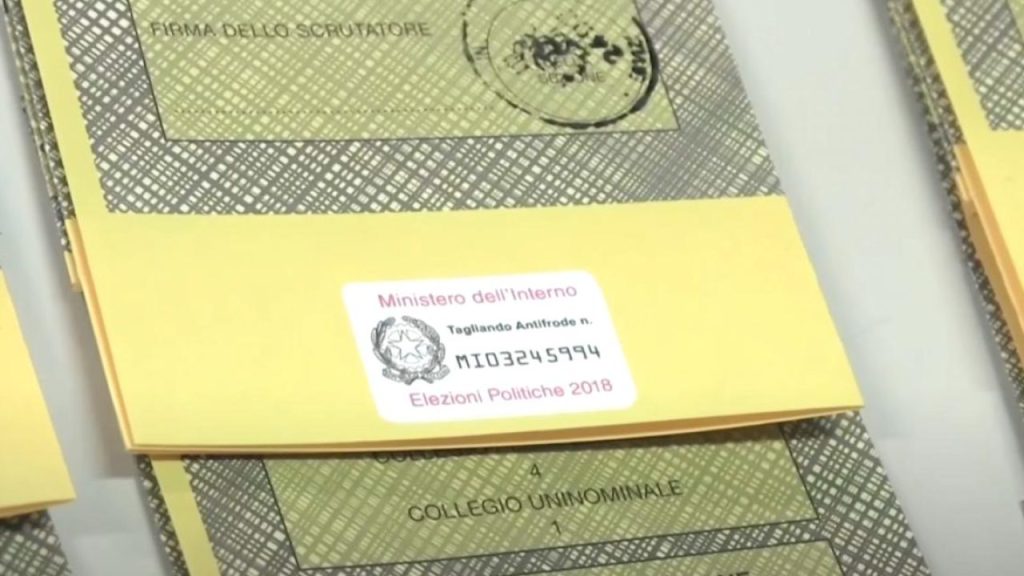 FIRMA DELLO SCRUTATORE
Ministero dell'Interno
Tagliando Antifrode n.
MI03245994
Elezioni Politiche 2018
4
COLLEGIO UNINOMINALE
1